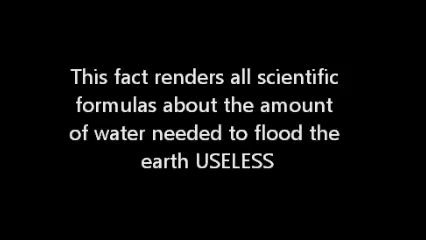 This fact renders all scientific
formulas about the amount
of water needed to flood the
earth USELESS